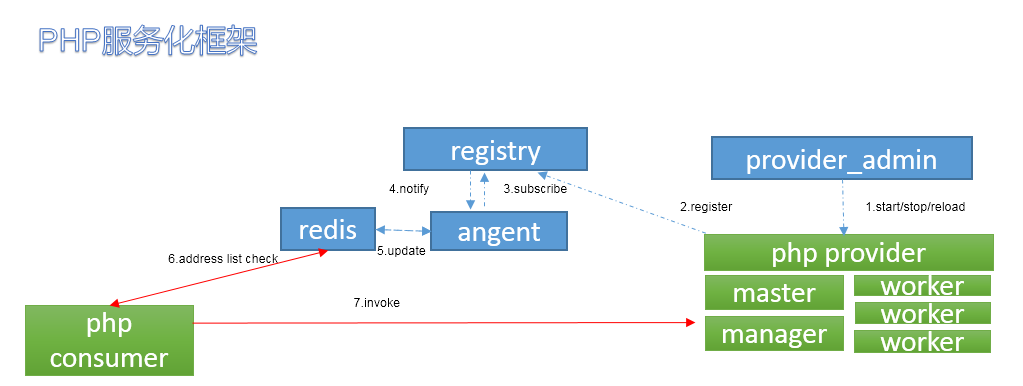 PHP服务化框架
registry
provider_admin
4.notify
3.subscribe
2.register
1.start/stop/reload
redis
angent
php provider
5.update
6.address list check
master
worker
7.invoke
worker
php
consumer
manager
worker